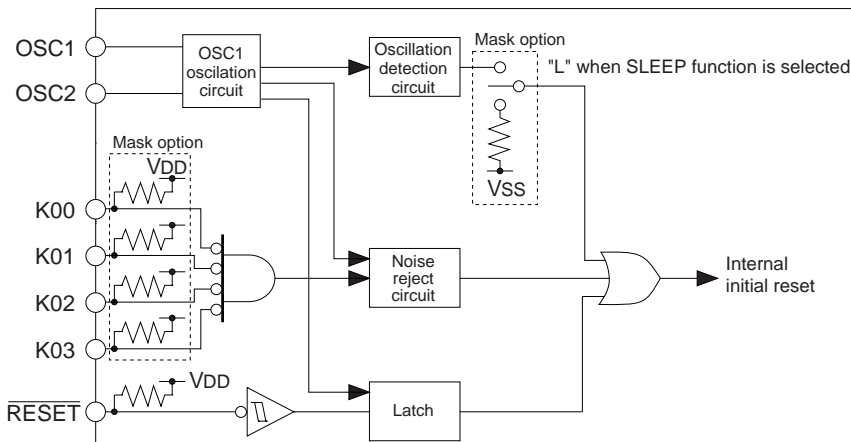 OSC1
OSC2
OSC1
oscilation
circuit
Oscillation
detection
circuit
Mask option
"L" when SLEEP function is selected
VSS
Mask option
VDD
K00
K01
K02
K03
Noise
reject
circuit
Internal
initial reset
RESET
VDD
Latch